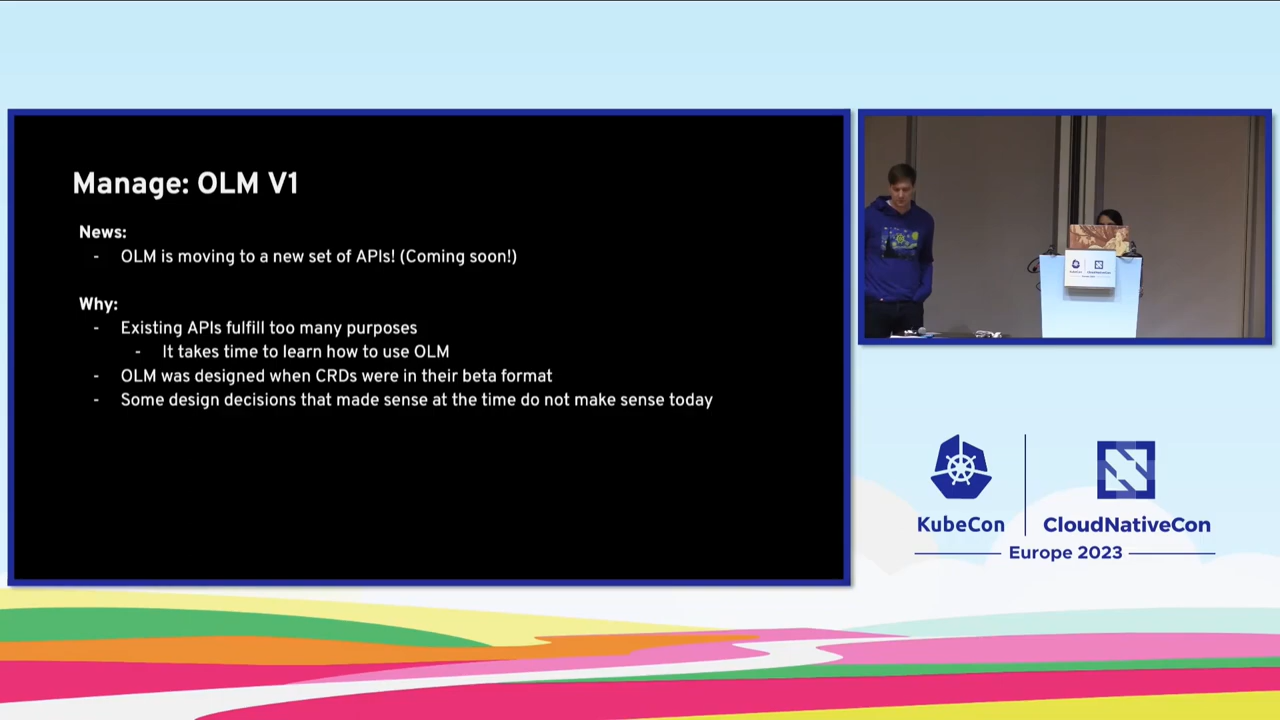 Manage: OLM V1
News:
- OLM is moving to a new set of APIs! (Coming soon!)
Why:
- Existing APIs fulfill too many purposes
- It takes time to learn how to use OLM
- OLM was designed when CRDs were in their beta format
- Some design decisions that made sense at the time do not make sense today
KubeCon
CloudNativeCon
Europe 2023